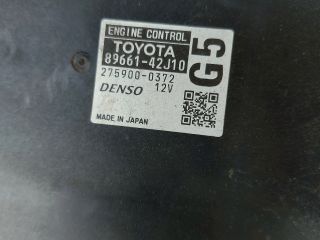 ENGINE CONTROL
TOYOTA
89661-42J10
G5
275900-0372
DENSO 12V
MADE IN JAPAN